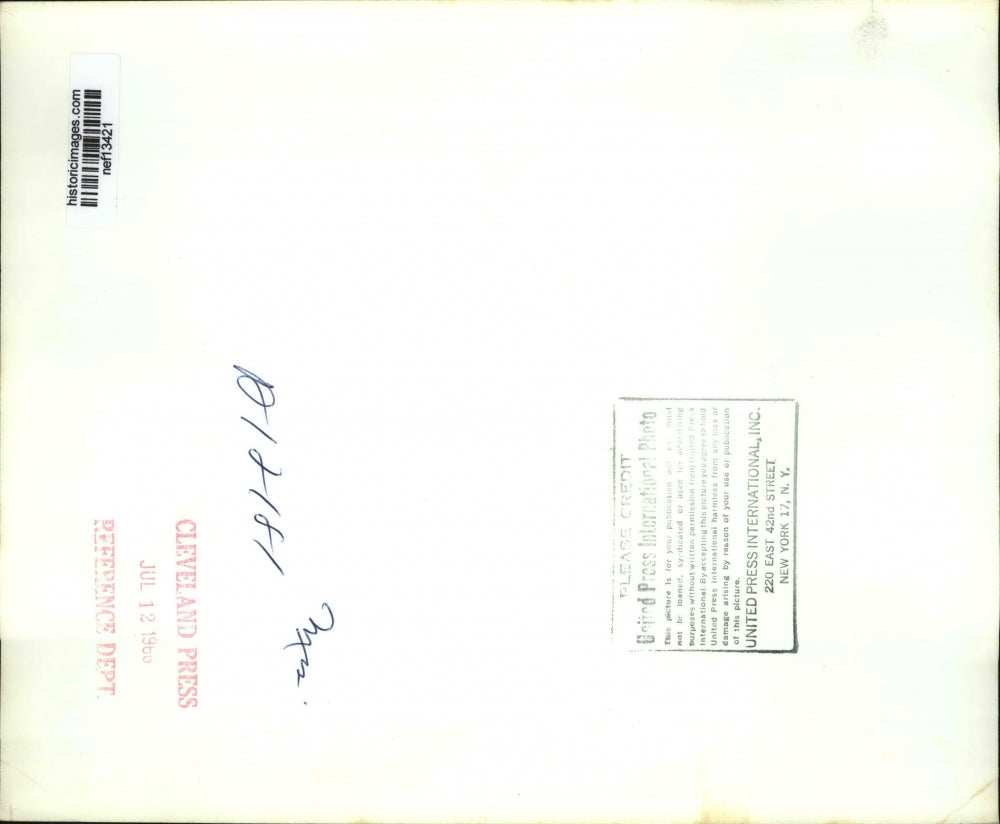 historicimages.com
nef13421
CLEVELAND PRESS
JUL 12 1960
REFERENCE DEPT.
PLEASE CREDIT
United Press International Photo
This picture is for your publication only must
not be loaned, syndicated or used for advertising
purposes without written permission from United Press
International. By accepting this picture you agree to hold
United Press International harmless from any loss or
damage arising by reason of your use or publication
of this picture.
UNITED PRESS INTERNATIONAL, INC.
220 EAST 42nd STREET
NEW YORK 17, N. Y.